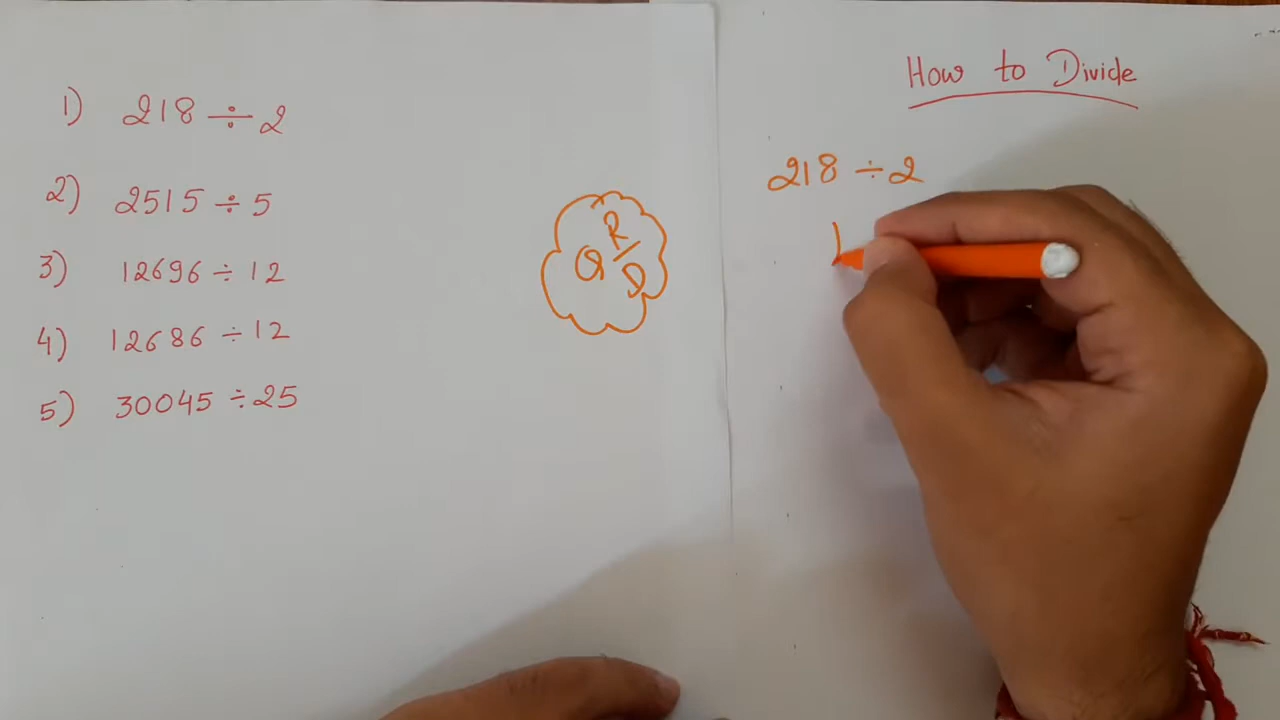 1) 218 ÷ 2
2) 2515 ÷ 5
3) 12696 ÷ 12
4) 12686 ÷ 12
5) 30045 ÷ 25
Q R/D
How to Divide
218 ÷ 2